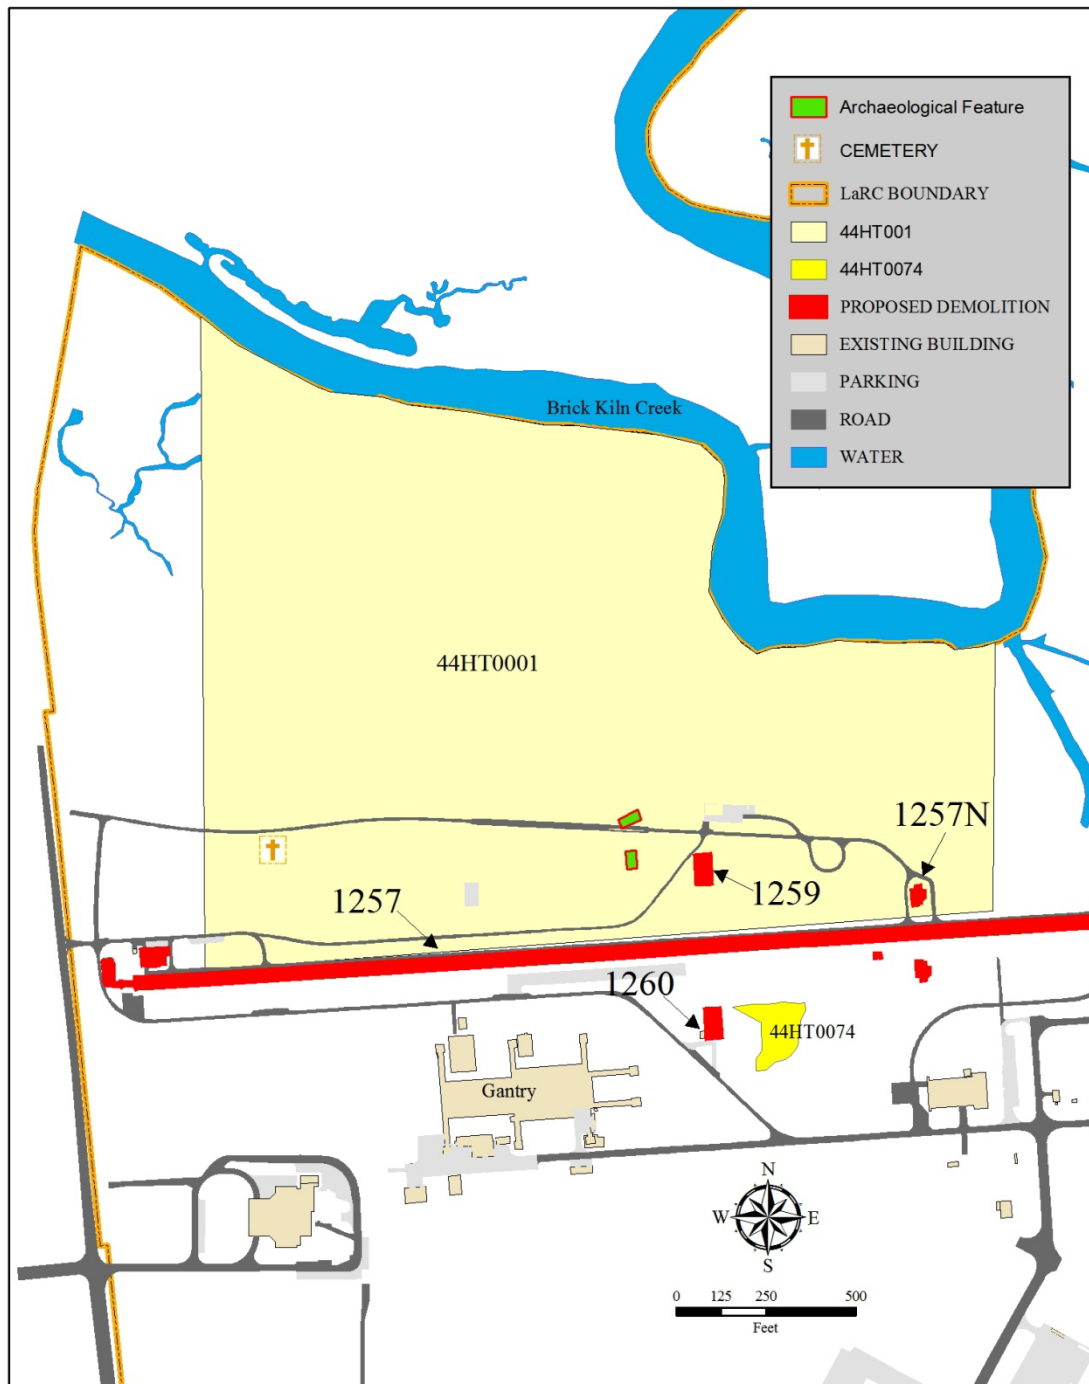 Archaeological Feature
CEMETERY
LaRC BOUNDARY
44HT001
44HT0074
PROPOSED DEMOLITION
EXISTING BUILDING
PARKING
ROAD
WATER
Brick Kiln Creek
44HT0001
1257N
1259
1257
1260
44HT0074
Gantry
N
W E
S
0 125 250 500
Feet